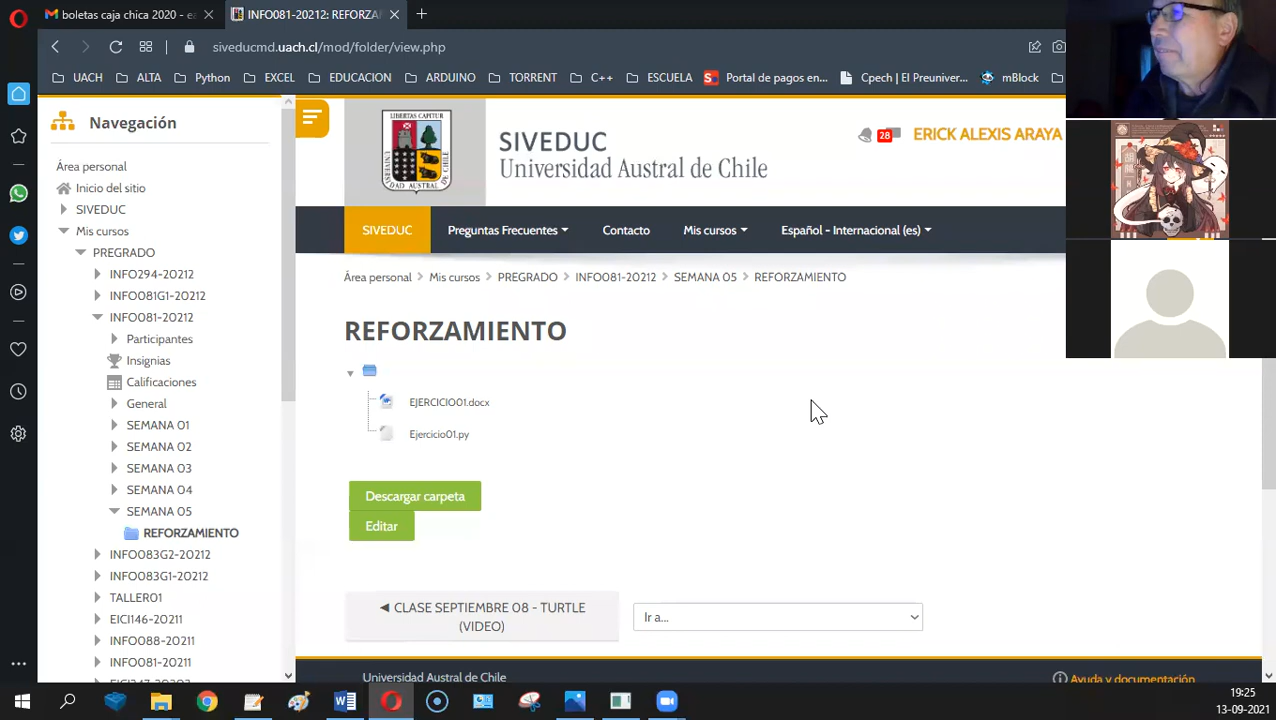 boletas caja chica 2020 - e
INFO081-20212: REFORZA
siveducmd.uach.cl/mod/folder/view.php
UACH
ALTA
Python
EXCEL
EDUCACION
ARDUINO
TORRENT
C++
ESCUELA
Portal de pagos en...
Cpech | El Preuniver...
mBlock
Navegación
Área personal
Inicio del sitio
SIVEDUC
Mis cursos
PREGRADO
INFO294-20212
INFO081G1-20212
INFO081-20212
Participantes
Insignias
Calificaciones
General
SEMANA 01
SEMANA 02
SEMANA 03
SEMANA 04
SEMANA 05
REFORZAMIENTO
INFO083G2-20212
INFO083G1-20212
TALLER01
EICI146-20211
INFO088-20211
INFO081-20211
LIBERTAS CAPITUR
SIVEDUC
Universidad Austral de Chile
28
ERICK ALEXIS ARAYA
SIVEDUC
Preguntas Frecuentes
Contacto
Mis cursos
Español - Internacional (es)
Área personal
Mis cursos
PREGRADO
INFO081-20212
SEMANA 05
REFORZAMIENTO
REFORZAMIENTO
EJERCICIO01.docx
Ejercicio01.py
Descargar carpeta
Editar
◄ CLASE SEPTIEMBRE 08 - TURTLE
(VIDEO)
Ir a...
Universidad Austral de Chile
Ayuda y documentación
19:25
13-09-2021